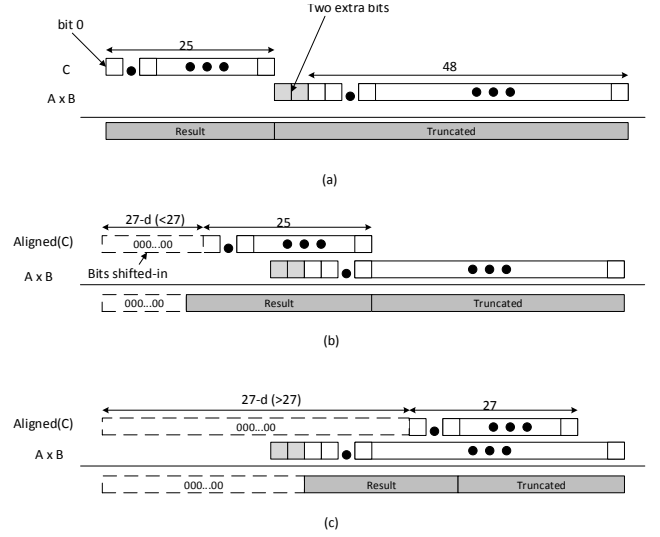 Two extra bits
bit 0
25
C
48
A x B
Result
Truncated
(a)
27-d (<27)
25
Aligned(C)
000...00
Bits shifted-in
A x B
000...00
Result
Truncated
(b)
27-d (>27)
27
Aligned(C)
000...00
A x B
000...00
Result
Truncated
(c)